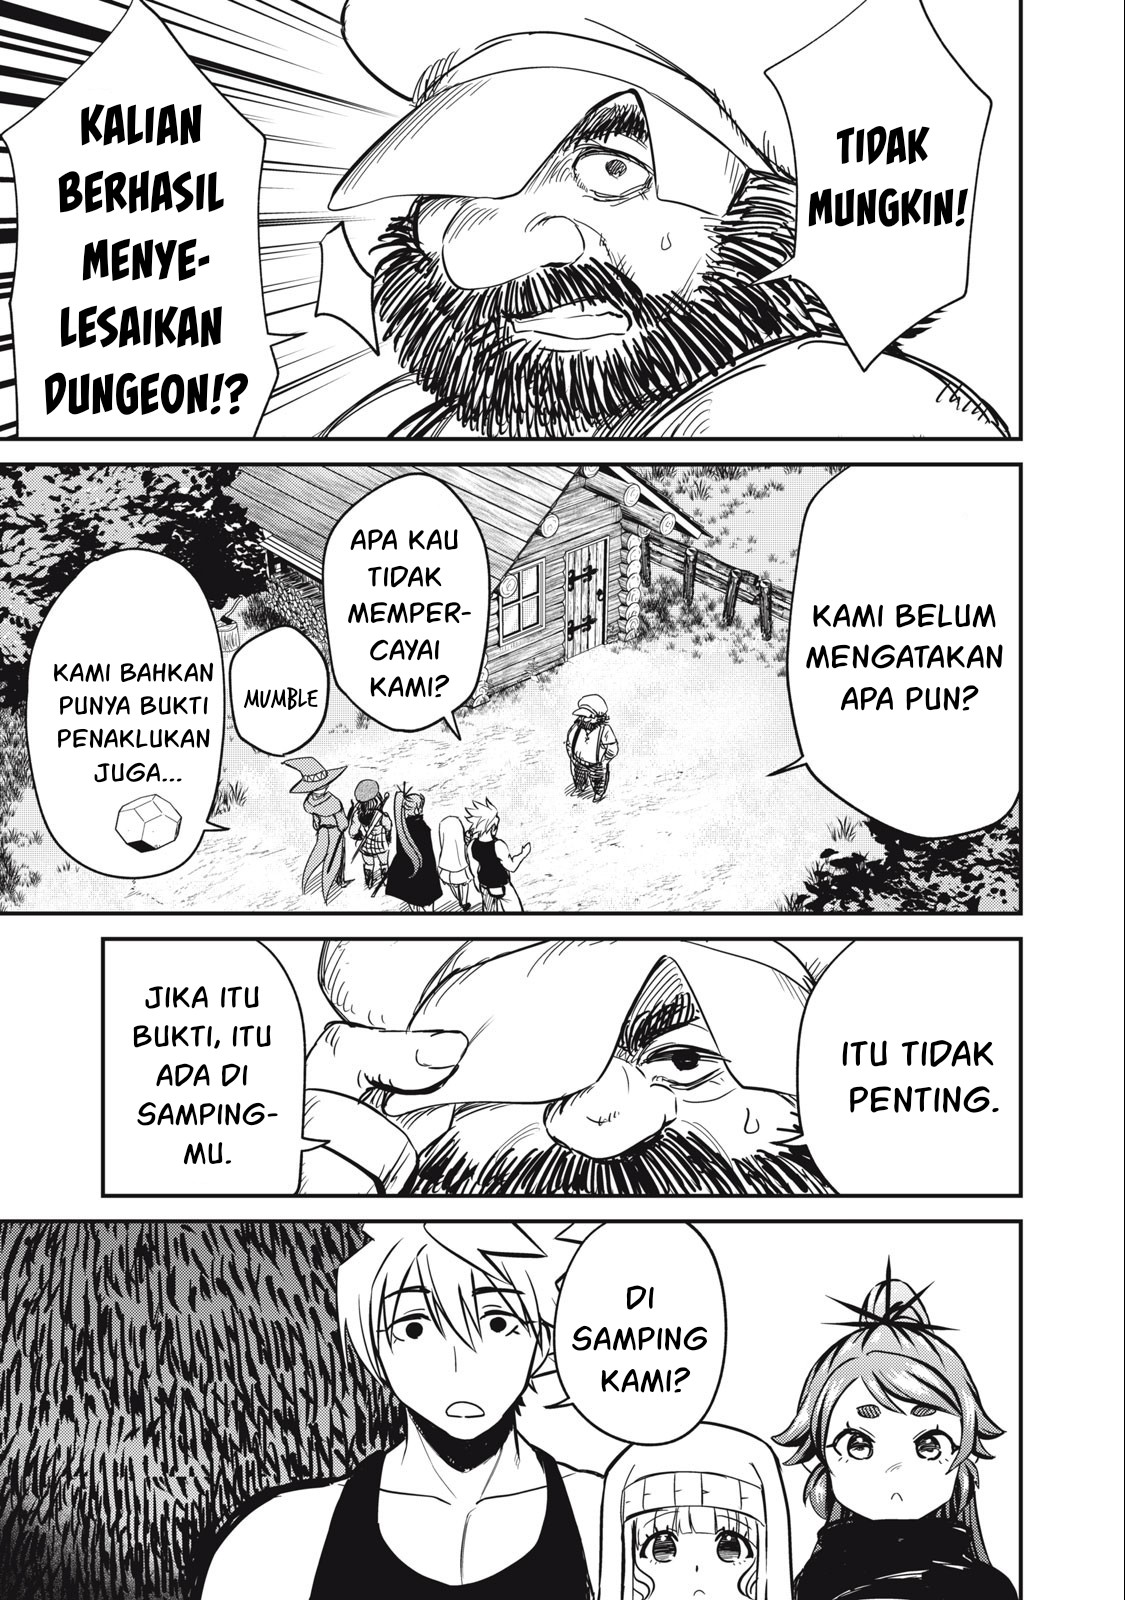 TIDAK
MUNGKIN!
KALIAN
BERHASIL
MENYE-
LESAIKAN
DUNGEON!?
KAMI BELUM
MENGATAKAN
APA PUN?
APA KAU
TIDAK
MEMPER-
CAYAI
KAMI?
MUMBLE
KAMI BAHKAN
PUNYA BUKTI
PENAKLUKAN
JUGA...
ITU TIDAK
PENTING.
JIKA ITU
BUKTI, ITU
ADA DI
SAMPING-
MU.
DI
SAMPING
KAMI?